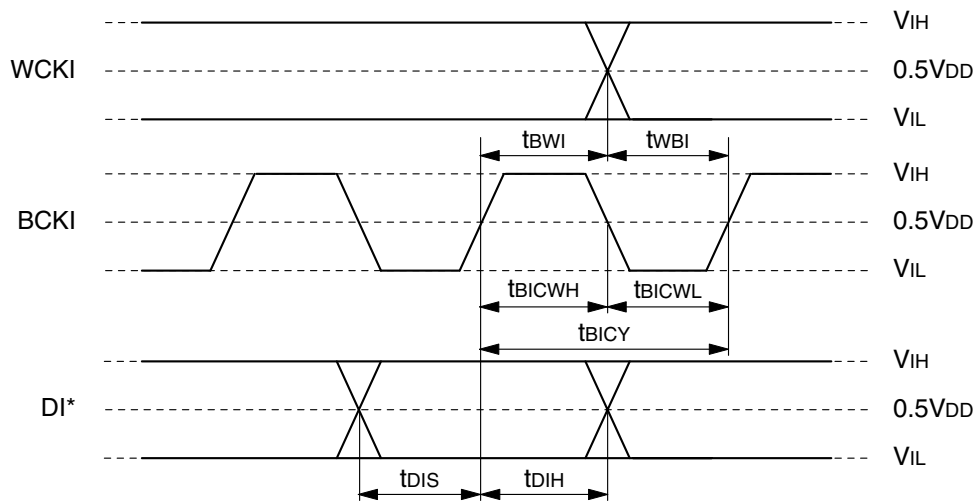 VIH
WCKI
0.5VDD
VIL
tBWI
tWBI
VIH
BCKI
0.5VDD
VIL
tBICWH
tBICWL
tBICY
VIH
DI*
0.5VDD
VIL
tDIS
tDIH